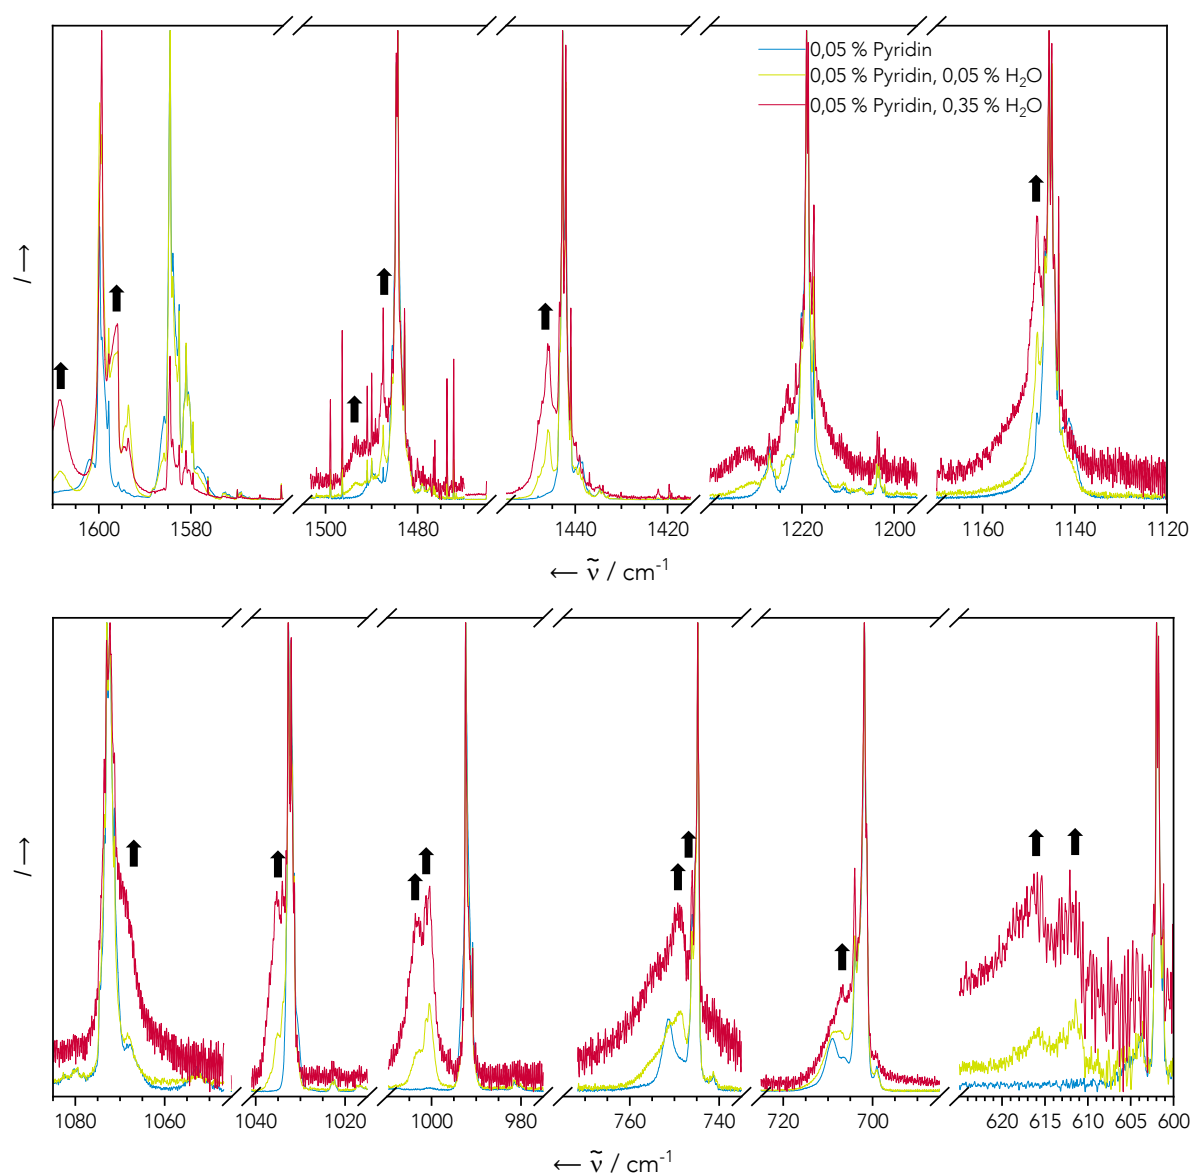 0,05 % Pyridin
0,05 % Pyridin, 0,05 % H₂O
0,05 % Pyridin, 0,35 % H₂O
I →
1600 1580 1500 1480 1440 1420 1220 1200 1160 1140 1120
← ṽ / cm⁻¹
I →
1080 1060 1040 1020 1000 980 760 740 720 700 620 615 610 605 600
← ṽ / cm⁻¹